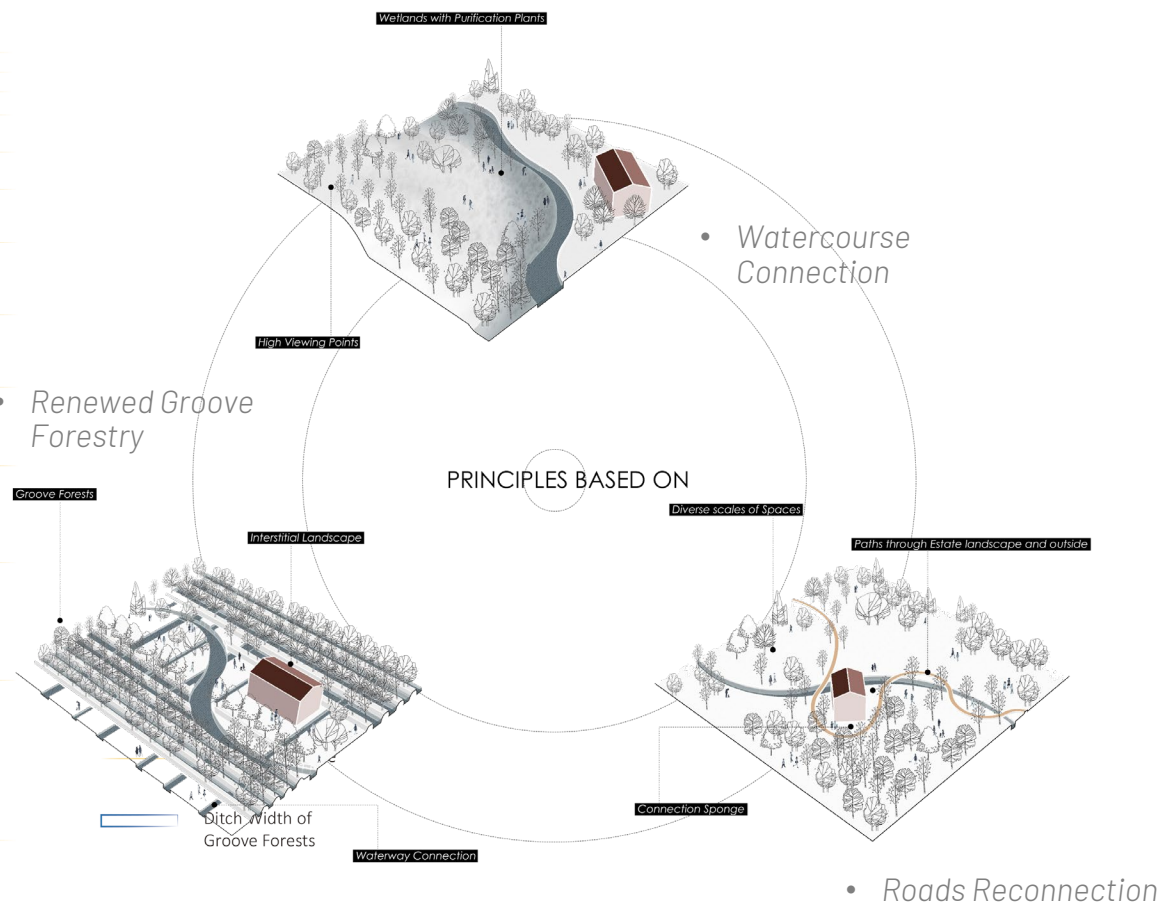 Wetlands with Purification Plants
• Watercourse
Connection
High Viewing Points
• Renewed Groove
Forestry
PRINCIPLES BASED ON
Groove Forests
Diverse scales of Spaces
Interstitial Landscape
Paths through Estate landscape and outside
Connection Sponge
Ditch Width of
Groove Forests
Waterway Connection
• Roads Reconnection